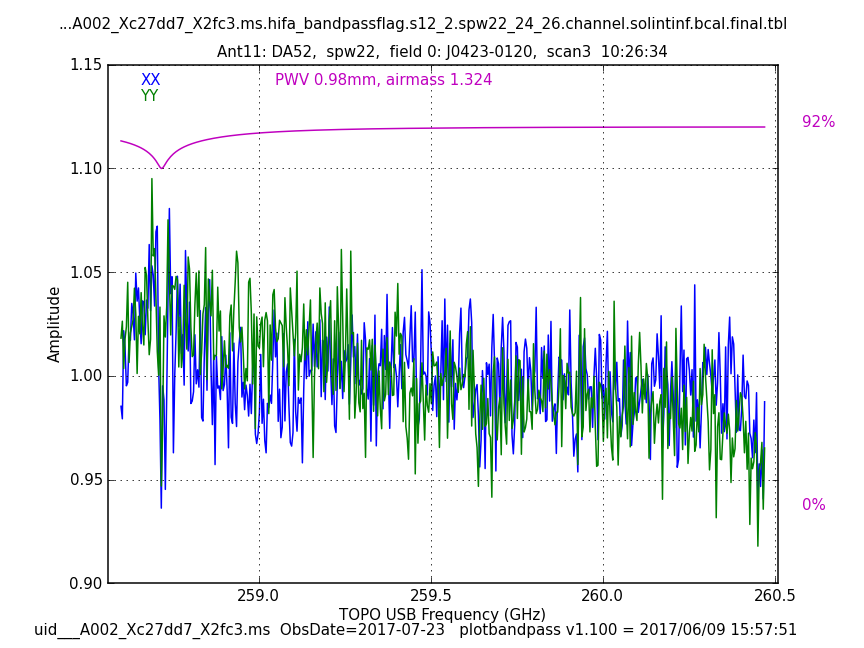 ...A002_Xc27dd7_X2fc3.ms.hifa_bandpassflag.s12_2.spw22_24_26.channel.solintinf.bcal.final.tbl
Ant11: DA52,  spw22,  field 0: J0423-0120,  scan3  10:26:34
1.15
XX
PWV 0.98mm, airmass 1.324
YY
92%
1.10
1.05
Amplitude
1.00
0.95
0%
0.90
259.0
259.5
260.0
260.5
TOPO USB Frequency (GHz)
uid___A002_Xc27dd7_X2fc3.ms  ObsDate=2017-07-23   plotbandpass v1.100 = 2017/06/09 15:57:51